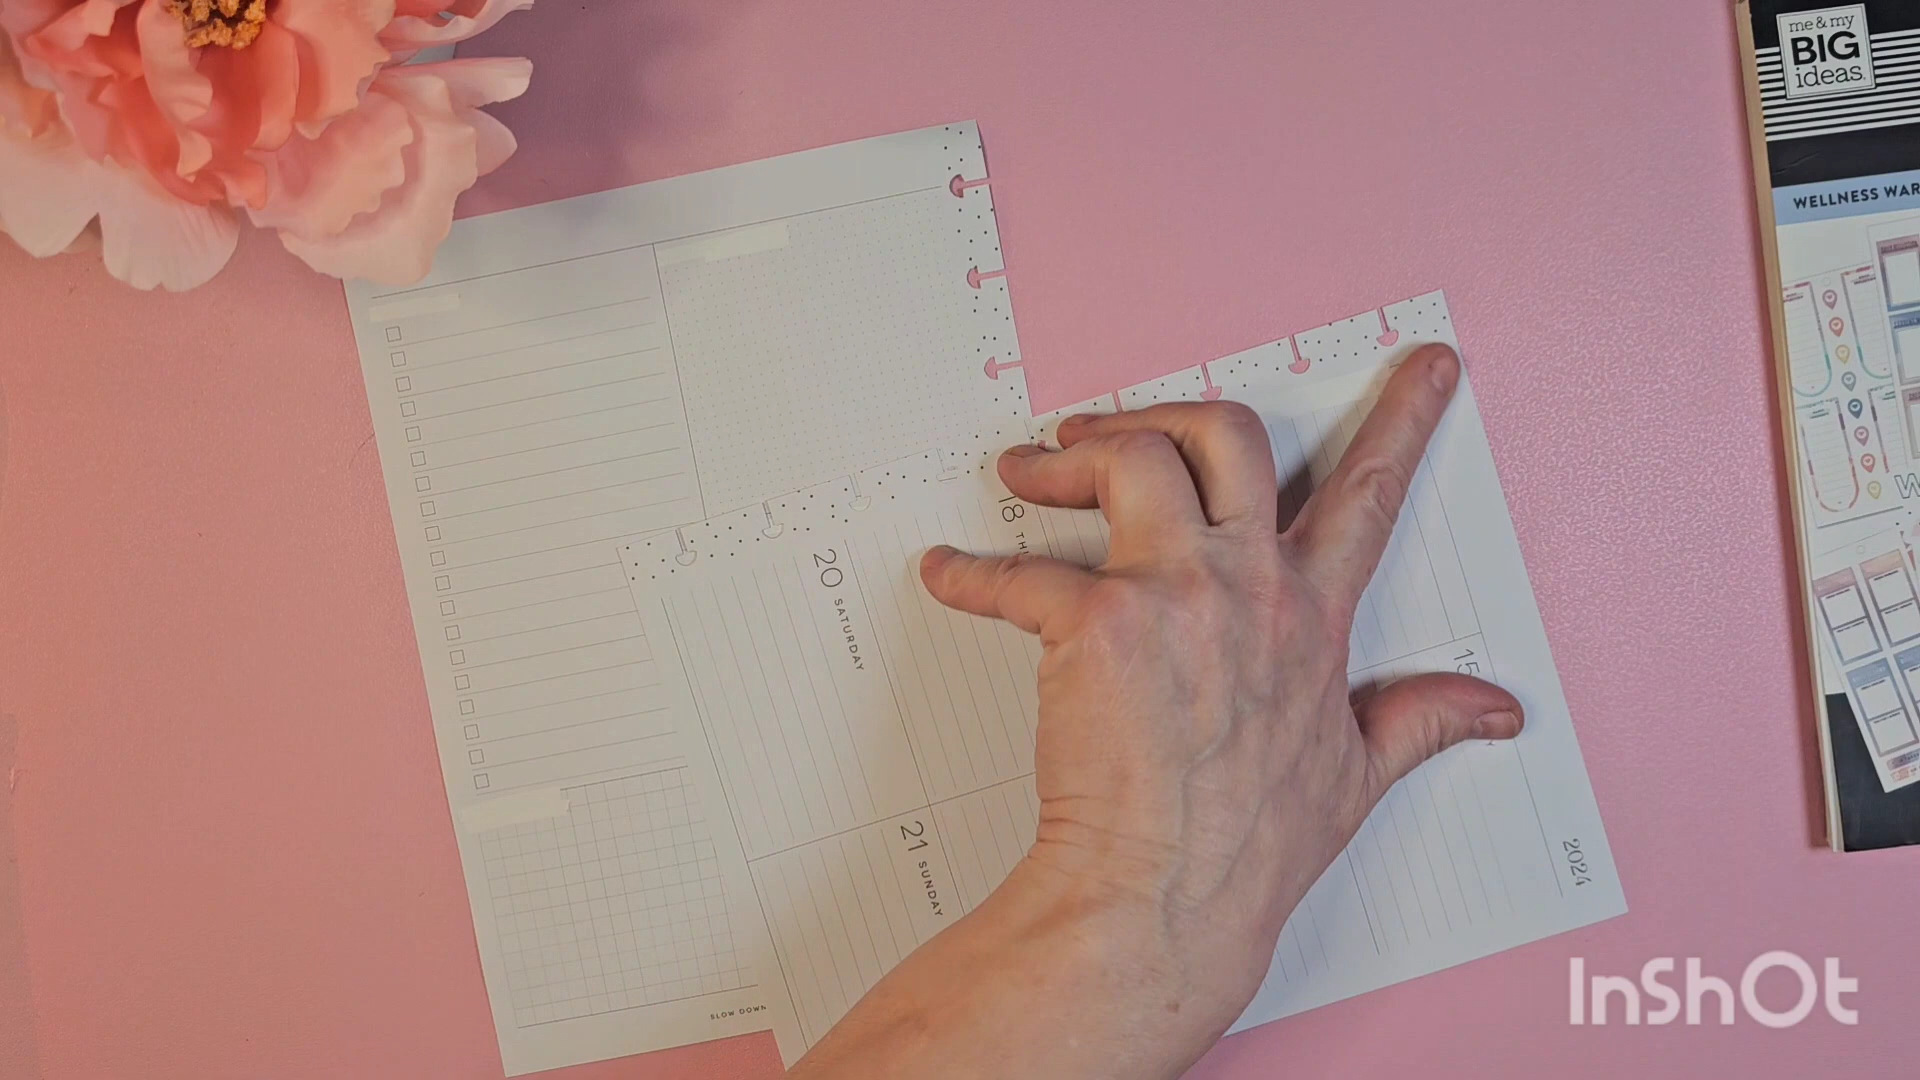 me & my
BIG
ideas.
WELLNESS WAR
18
20 SATURDAY
15
21 SUNDAY
2024
SLOW DOWN
InShOt